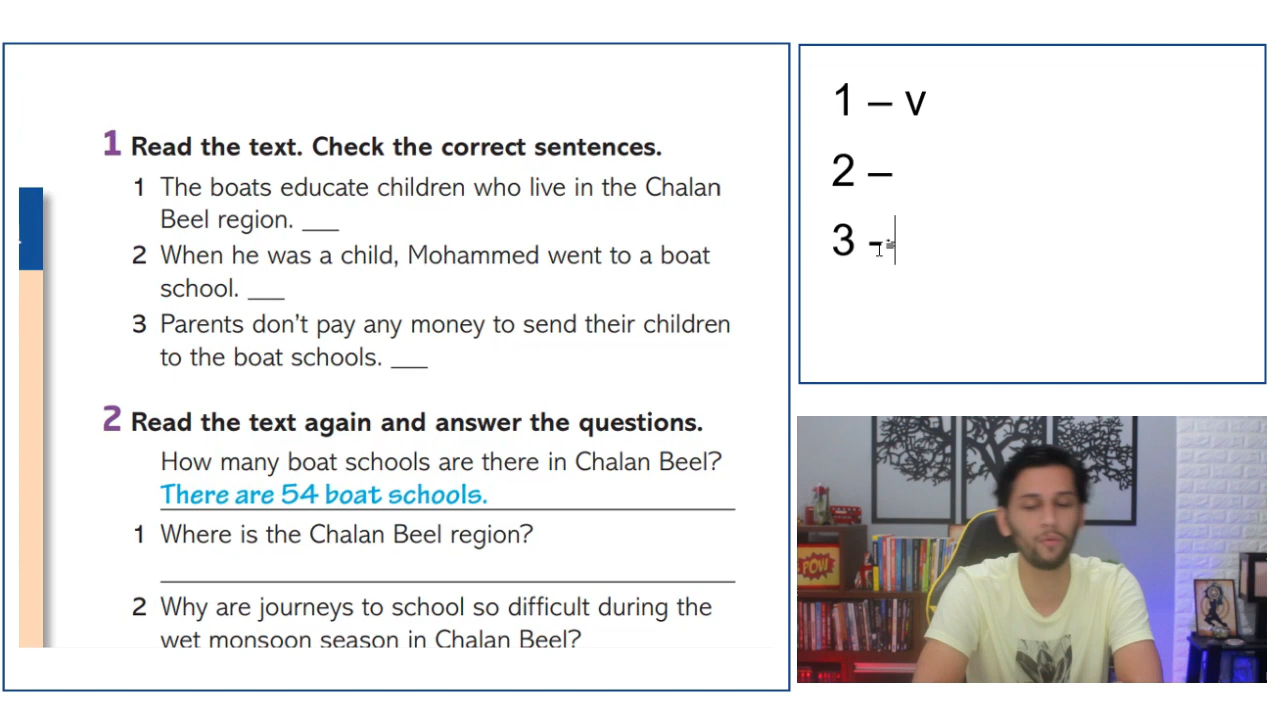 1 Read the text. Check the correct sentences.
1 The boats educate children who live in the Chalan
Beel region. ___
2 When he was a child, Mohammed went to a boat
school. ___
3 Parents don't pay any money to send their children
to the boat schools. ___
2 Read the text again and answer the questions.
How many boat schools are there in Chalan Beel?
There are 54 boat schools.
1 Where is the Chalan Beel region?
2 Why are journeys to school so difficult during the
wet monsoon season in Chalan Beel?
1 – v
2 –
3 -
POW